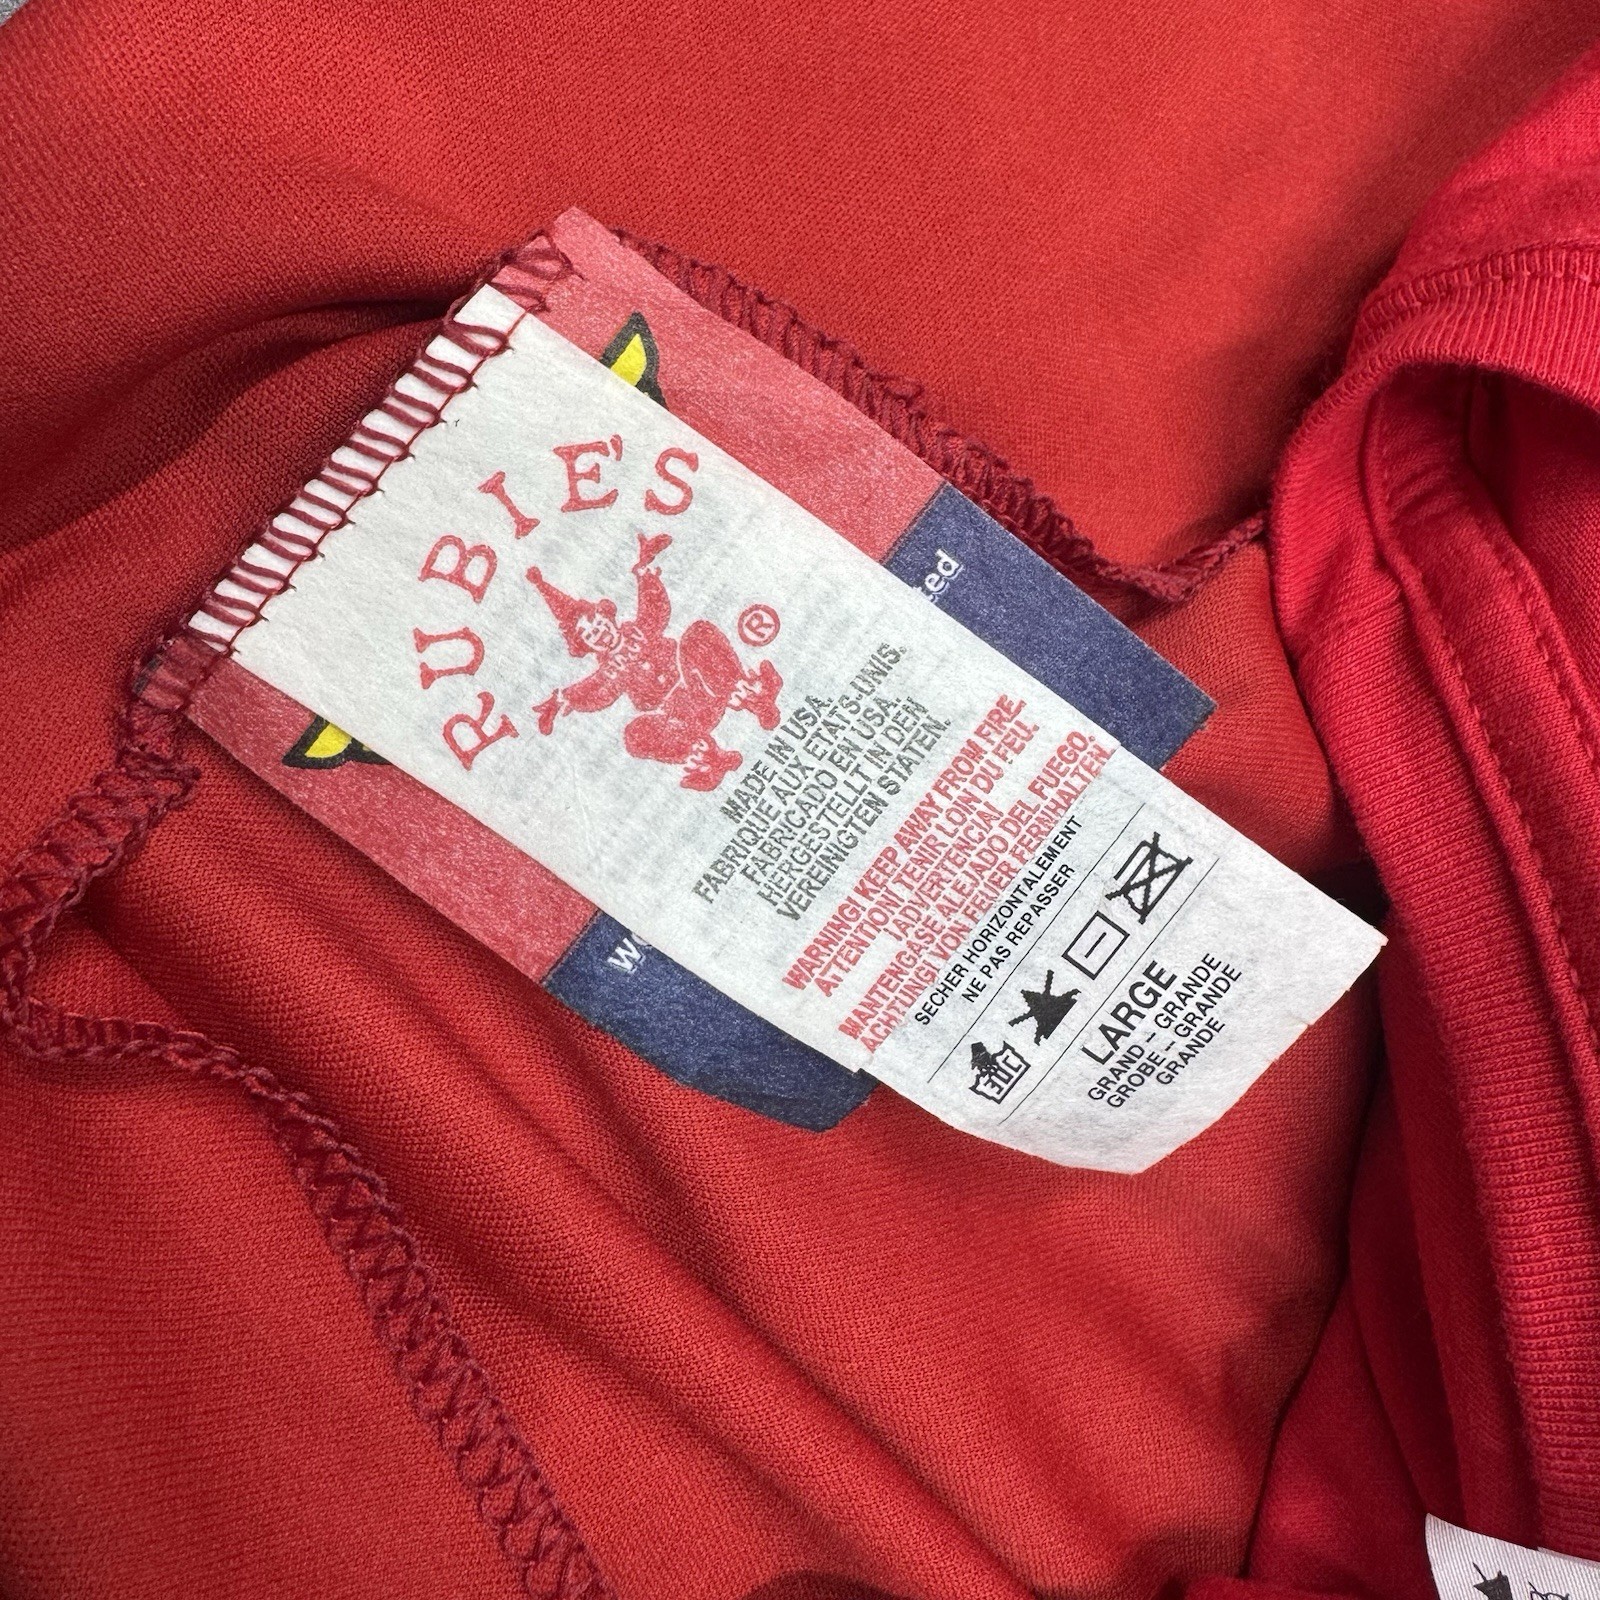 RUBIE'S
®
MADE IN USA.
FABRIQUE AUX ETATS-UNIS.
FABRICADO EN USA.
HERGESTELLT IN DEN
VEREINIGTEN STATEN.
WARNING! KEEP AWAY FROM FIRE.
ATTENTION! TENIR LOIN DU FEU.
¡ADVERTENCIA!
MANTENGASE ALEJADO DEL FUEGO.
ACHTUNG! VON FEUER FERNHALTEN.
SECHER HORIZONTALEMENT
NE PAS REPASSER
LARGE
GRAND – GRANDE
GROBE – GRANDE
GRANDE
ted